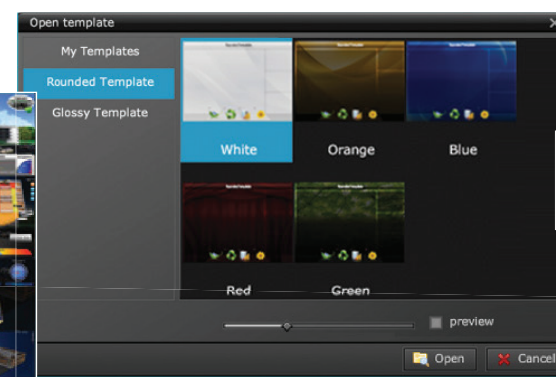 Open template
My Templates
Rounded Template
Glossy Template
White
Orange
Blue
Red
Green
preview
Open
Cancel